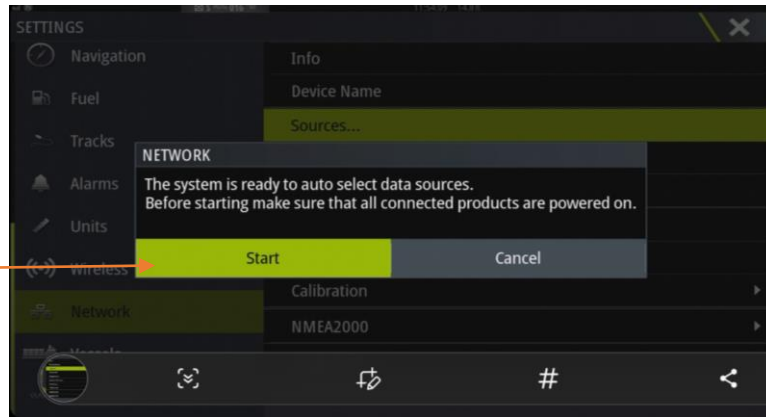 SETTINGS
Navigation
Info
Fuel
Device Name
Sources...
Tracks
NETWORK
Alarms
The system is ready to auto select data sources.
Before starting make sure that all connected products are powered on.
Units
Start
Cancel
Wireless
Calibration
Network
NMEA2000
#